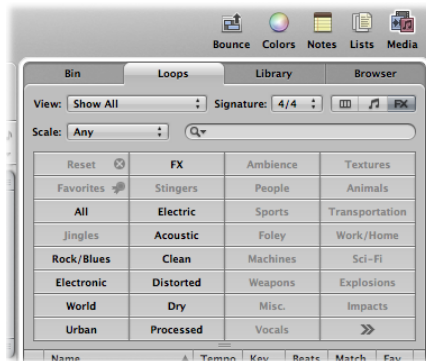 Bounce Colors Notes Lists Media
Bin Loops Library Browser
View: Show All Signature: 4/4 FX
Scale: Any
Reset FX Ambience Textures
Favorites Stingers People Animals
All Electric Sports Transportation
Jingles Acoustic Foley Work/Home
Rock/Blues Clean Machines Sci-Fi
Electronic Distorted Weapons Explosions
World Dry Misc. Impacts
Urban Processed Vocals >>
Name Tempo Key Beats Match Fav